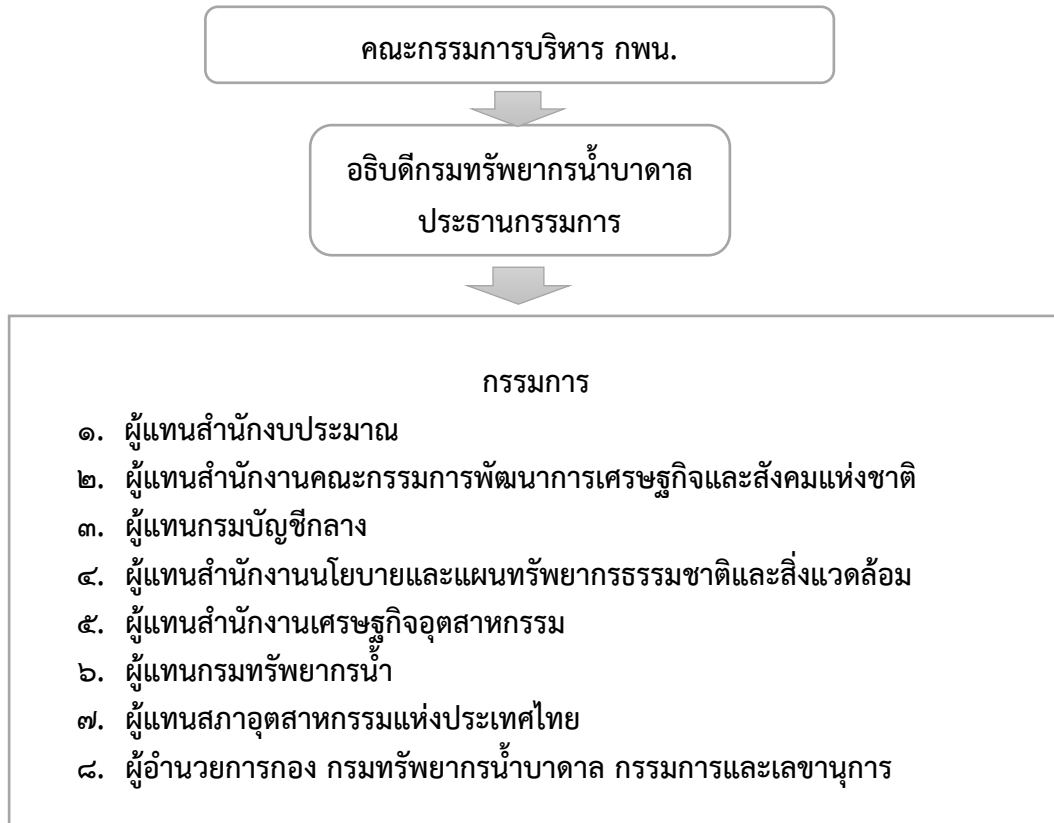 คณะกรรมการบริหาร กพน.
อธิบดีกรมทรัพยากรน้ำบาดาล
ประธานกรรมการ
กรรมการ
๑. ผู้แทนสำนักงบประมาณ
๒. ผู้แทนสำนักงานคณะกรรมการพัฒนาการเศรษฐกิจและสังคมแห่งชาติ
๓. ผู้แทนกรมบัญชีกลาง
๔. ผู้แทนสำนักงานนโยบายและแผนทรัพยากรธรรมชาติและสิ่งแวดล้อม
๕. ผู้แทนสำนักงานเศรษฐกิจอุตสาหกรรม
๖. ผู้แทนกรมทรัพยากรน้ำ
๗. ผู้แทนสภาอุตสาหกรรมแห่งประเทศไทย
๘. ผู้อำนวยการกอง กรมทรัพยากรน้ำบาดาล กรรมการและเลขานุการ